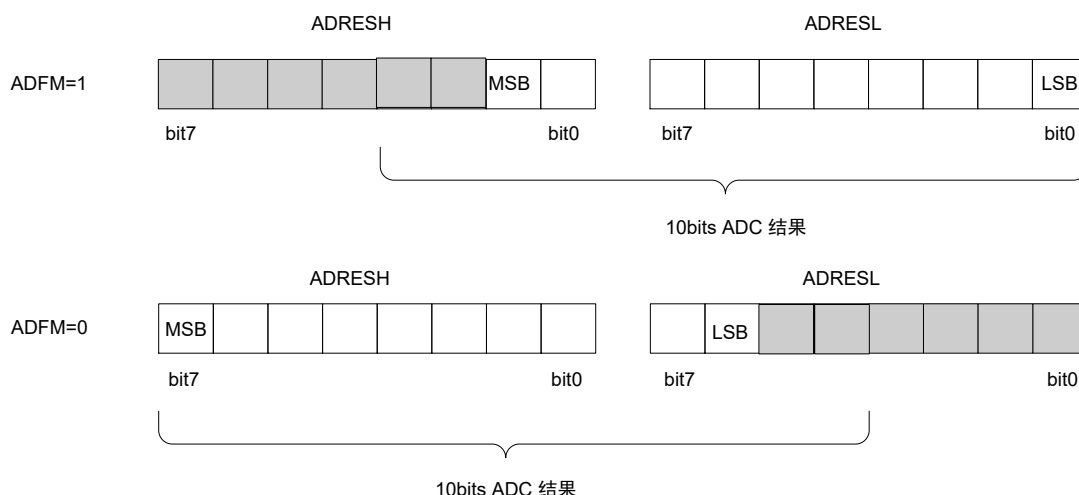 ADRESH ADRESL
ADFM=1 MSB LSB
bit7 bit0 bit7 bit0
10bits ADC 结果
ADRESH ADRESL
ADFM=0 MSB LSB
bit7 bit0 bit7 bit0
10bits ADC 结果